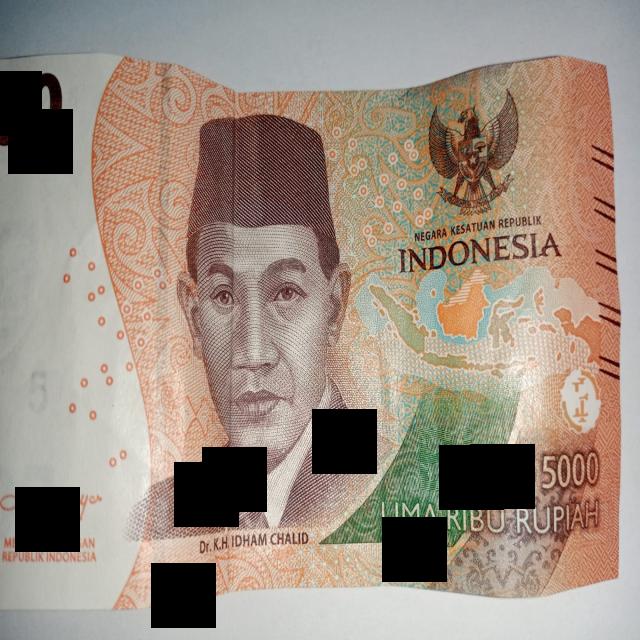 NEGARA KESATUAN REPUBLIK
INDONESIA
5000
LIMA RIBU RUPIAH
Dr. K.H IDHAM CHALID
REPUBLIK INDONESIA